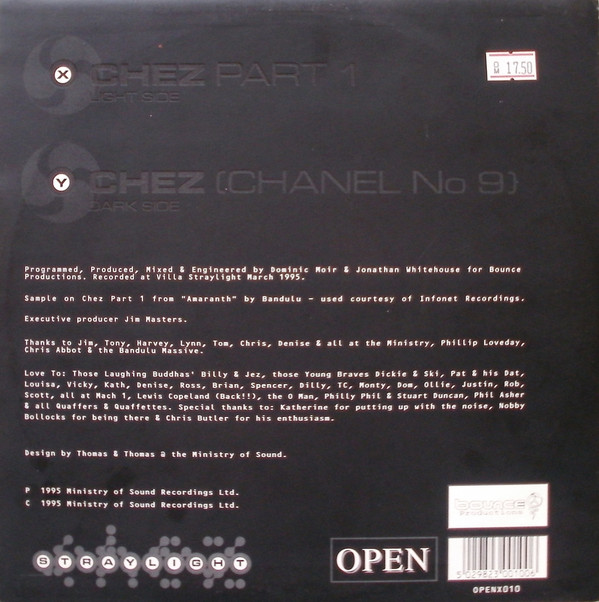 X CHEZ PART 1
LIGHT SIDE
8 17.50
Y CHEZ {CHANEL No 9}
DARK SIDE
Programmed, Produced, Mixed & Engineered by Dominic Moir & Jonathan Whitehouse for Bounce
Productions. Recorded at Villa Straylight March 1995.
Sample on Chez Part 1 from "Amaranth" by Bandulu - used courtesy of Infonet Recordings.
Executive producer Jim Masters.
Thanks to Jim, Tony, Harvey, Lynn, Tom, Chris, Denise & all at the Ministry, Phillip Loveday,
Chris Abbot & the Bandulu Massive.
Love To: Those Laughing Buddhas' Billy & Jez, those Young Braves Dickie & Ski, Pat & his Dat,
Louisa, Vicky, Kath, Denise, Ross, Brian, Spencer, Dilly, TC, Monty, Dom, Ollie, Justin, Rob,
Scott, all at Mach 1, Lewis Copeland (Back!!), the O Man, Philly Phil & Stuart Duncan, Phil Asher
& all Quaffers & Quaffettes. Special thanks to: Katherine for putting up with the noise, Nobby
Bollocks for being there & Chris Butler for his enthusiasm.
Design by Thomas & Thomas @ the Ministry of Sound.
P 1995 Ministry of Sound Recordings Ltd.
C 1995 Ministry of Sound Recordings Ltd.
bounce
Productions
STRAYLIGHT
OPEN
5 029823 001006
OPENX010